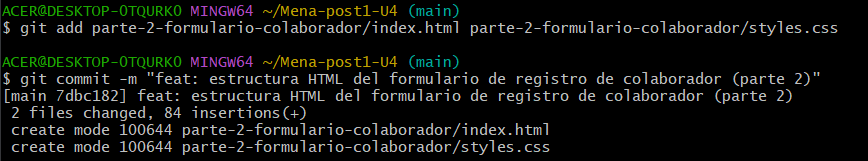 ACER@DESKTOP-OTQURKO MINGW64 ~/Mena-post1-U4 (main)
$ git add parte-2-formulario-colaborador/index.html parte-2-formulario-colaborador/styles.css
ACER@DESKTOP-OTQURKO MINGW64 ~/Mena-post1-U4 (main)
$ git commit -m "feat: estructura HTML del formulario de registro de colaborador (parte 2)"
[main 7dbc182] feat: estructura HTML del formulario de registro de colaborador (parte 2)
 2 files changed, 84 insertions(+)
 create mode 100644 parte-2-formulario-colaborador/index.html
 create mode 100644 parte-2-formulario-colaborador/styles.css